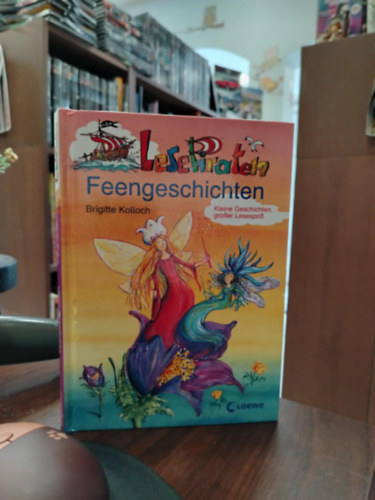 Lesepiraten
Feengeschichten
Brigitte Kolloch
Kleine Geschichten,
großer Lesespaß
LOEWE